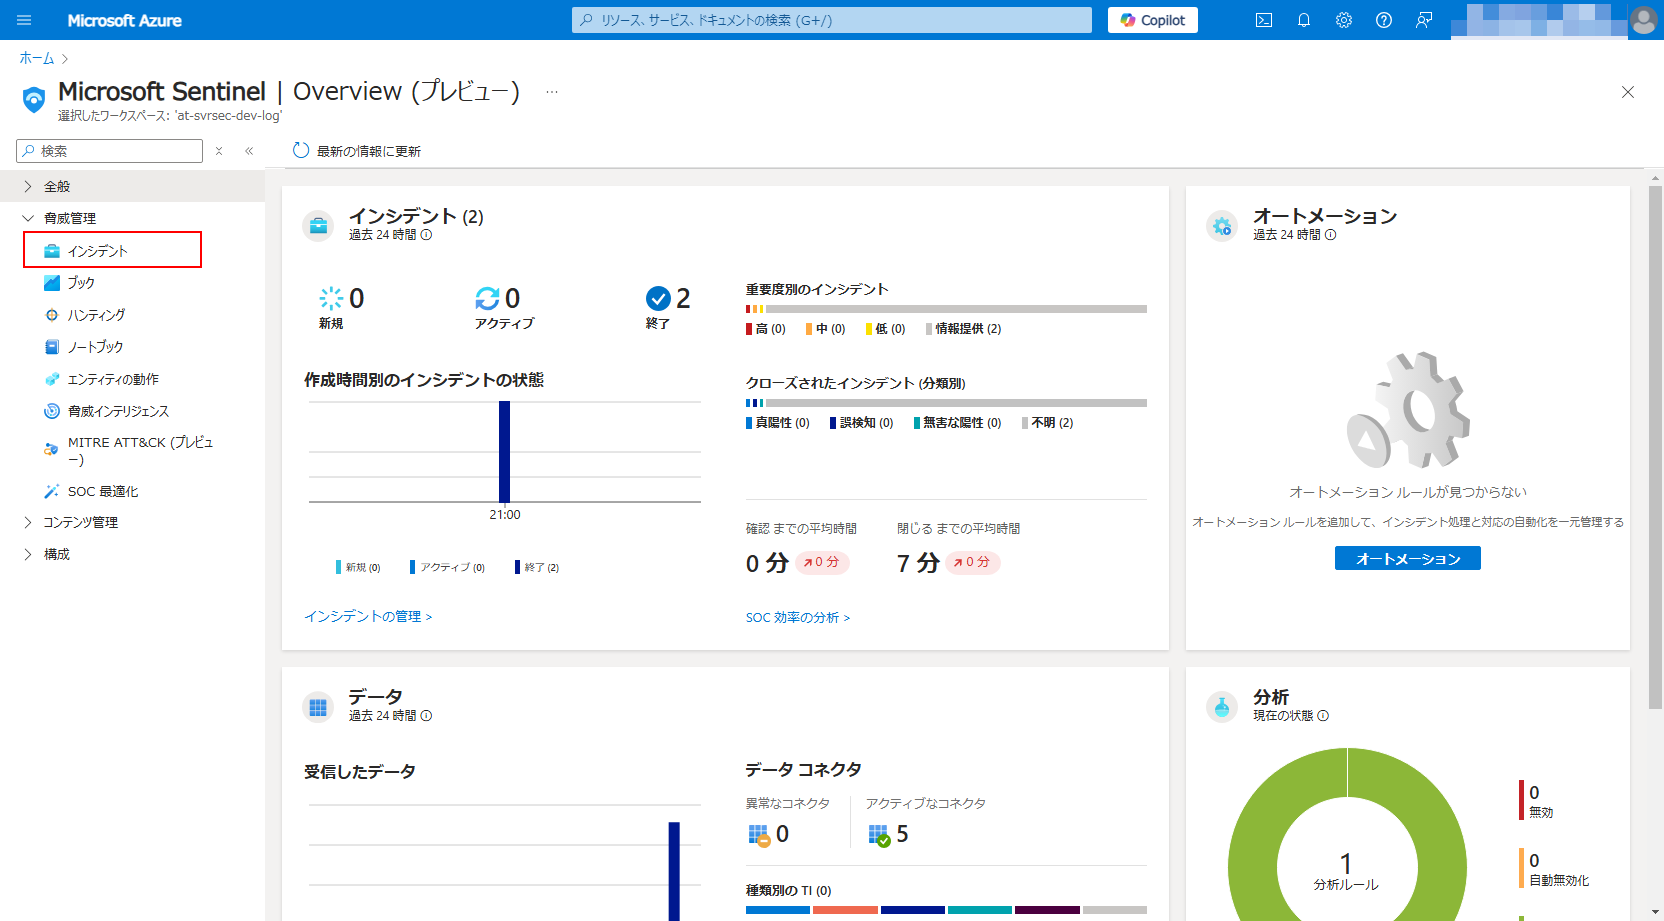 Microsoft Azure
リソース、サービス、ドキュメントの検索 (G+/)
Copilot
ホーム
Microsoft Sentinel | Overview (プレビュー) ...
選択したワークスペース: 'at-svrsec-dev-log'
検索
最新の情報に更新
全般
脅威管理
インシデント
ブック
ハンティング
ノートブック
エンティティの動作
脅威インテリジェンス
MITRE ATT&CK (プレビュ
ー)
SOC 最適化
コンテンツ管理
構成
インシデント (2)
過去 24 時間
0
新規
0
アクティブ
2
終了
作成時間別のインシデントの状態
21:00
新規 (0)
アクティブ (0)
終了 (2)
インシデントの管理 >
重要度別のインシデント
高 (0)
中 (0)
低 (0)
情報提供 (2)
クローズされたインシデント (分類別)
真陽性 (0)
誤検知 (0)
無害な陽性 (0)
不明 (2)
確認 までの平均時間
0 分
0 分
閉じる までの平均時間
7 分
0 分
SOC 効率の分析 >
オートメーション
過去 24 時間
オートメーション ルールが見つからない
オートメーション ルールを追加して、インシデント処理と対応の自動化を一元管理する
オートメーション
データ
過去 24 時間
受信したデータ
データ コネクタ
異常なコネクタ
0
アクティブなコネクタ
5
種類別の TI (0)
分析
現在の状態
1
分析ルール
0
無効
0
自動無効化